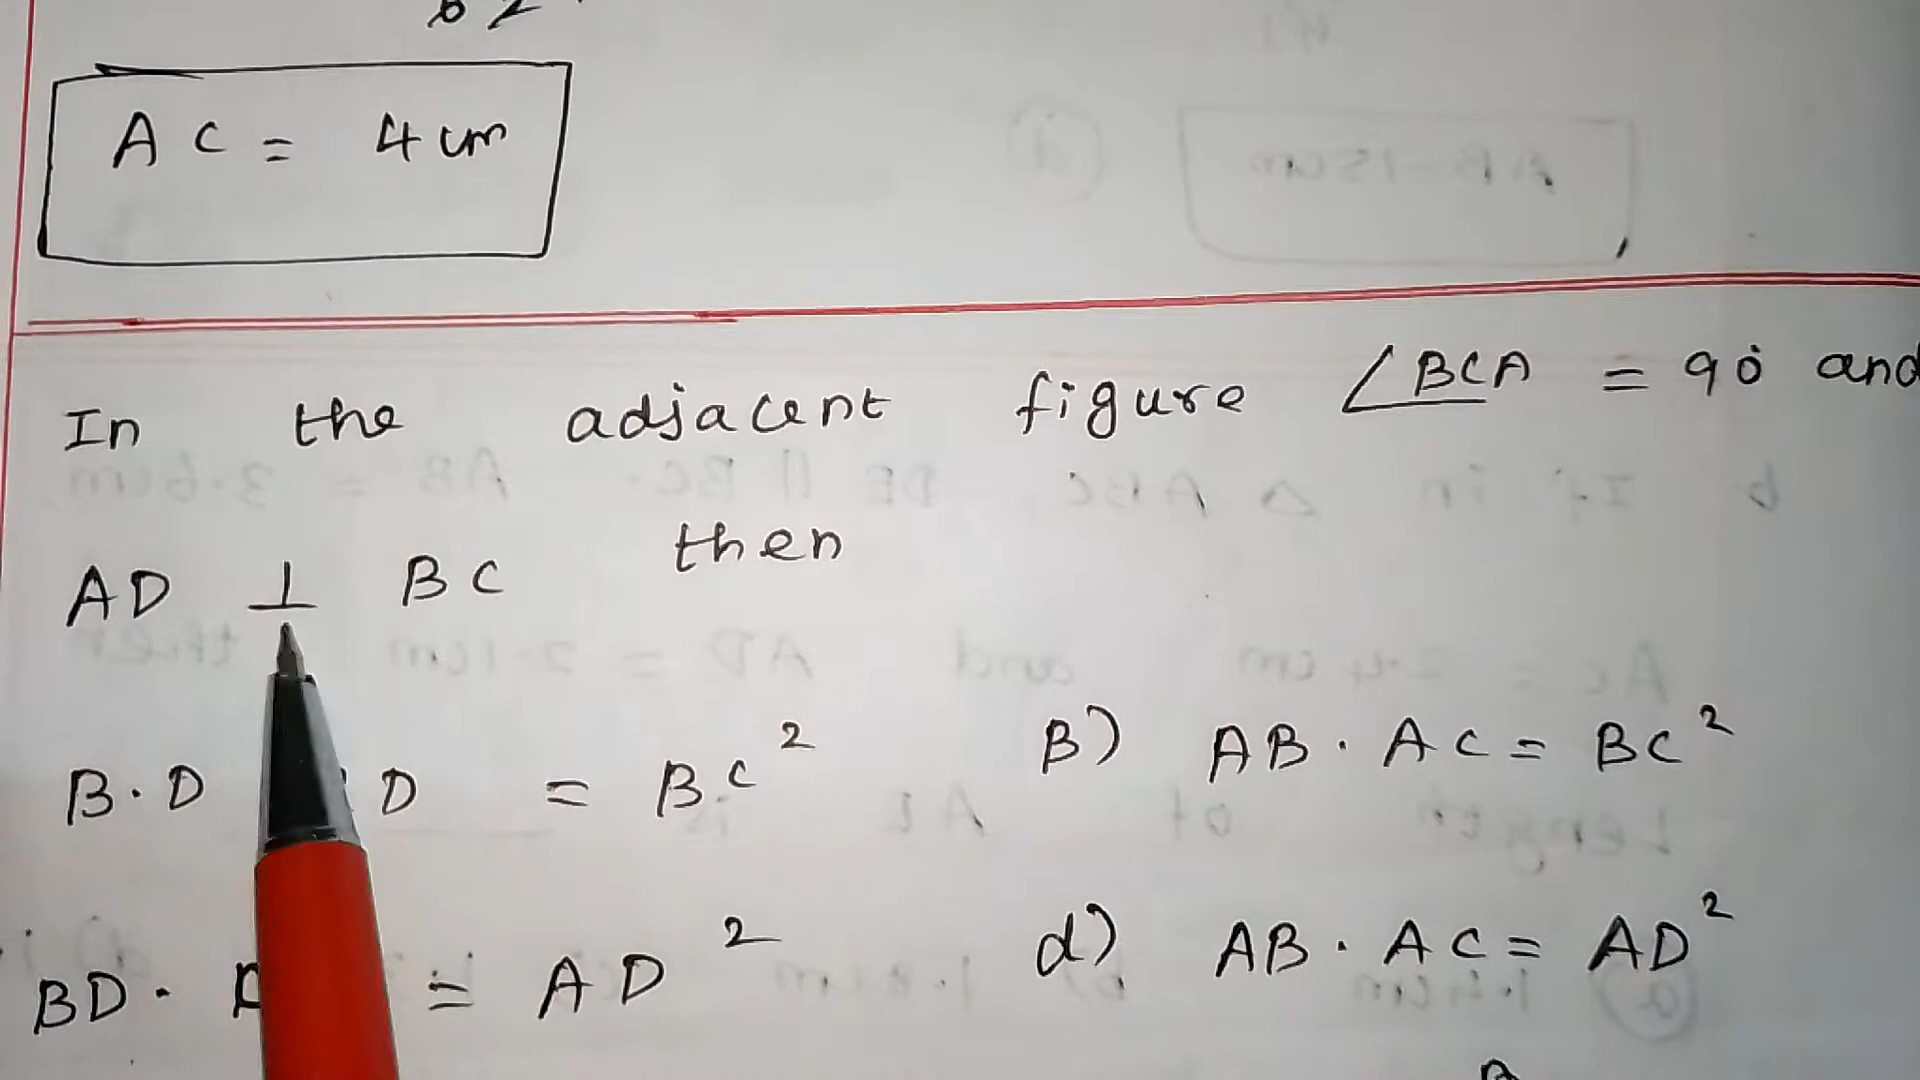 AC = 4 cm
In the adjacent figure ∠BCA = 90° and
AD ⊥ BC then
B·D D = BC²
B) AB · AC = BC²
BD · = AD²
d) AB · AC = AD²